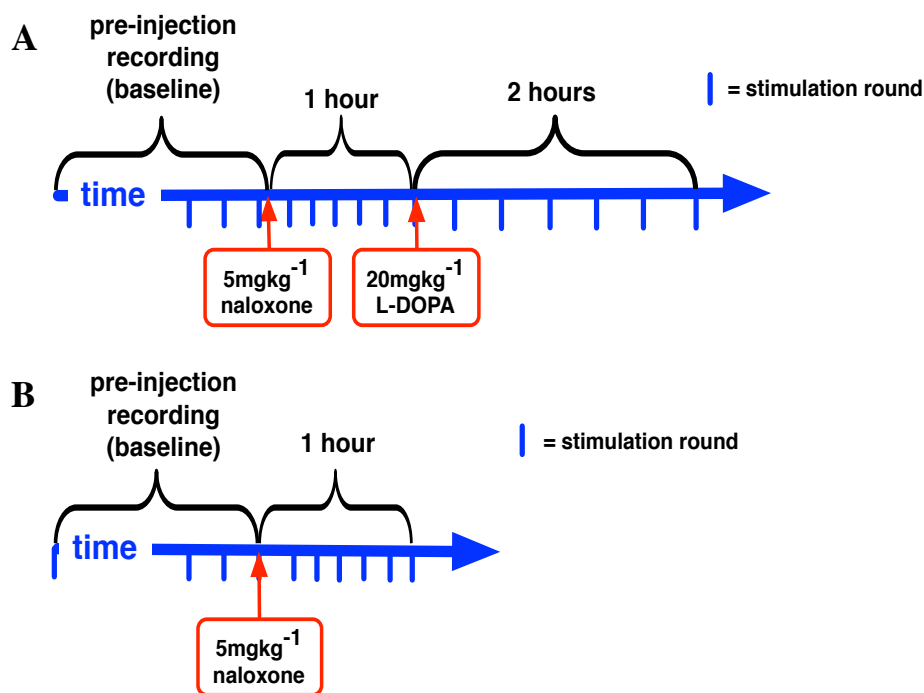 A
pre-injection
recording
(baseline)
1 hour
2 hours
= stimulation round
time
5mgkg-1
naloxone
20mgkg-1
L-DOPA
B
pre-injection
recording
(baseline)
1 hour
= stimulation round
time
5mgkg-1
naloxone